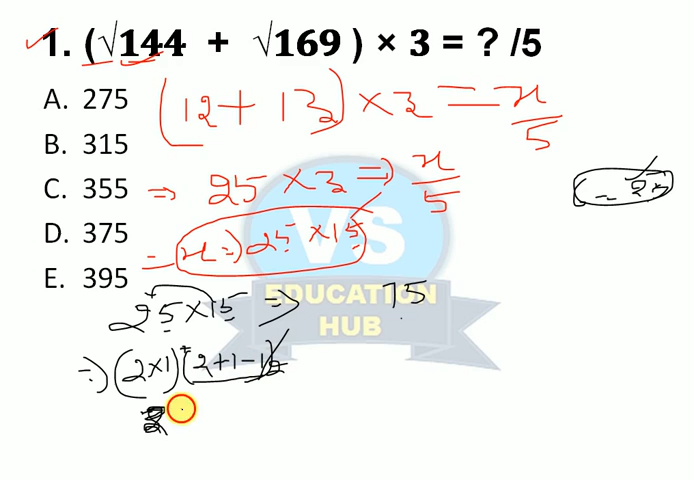 1. (√144 + √169 ) × 3 = ? /5
A. 275
(12 + 13) × 3 = x/5
B. 315
C. 355
⇒ 25 × 3 ⇒ x/5
D. 375
= x ⇒ 25 × 15
E. 395
VS
EDUCATION
HUB
25 × 15 ⇒ 75
÷) (2×1) (2+1-1)